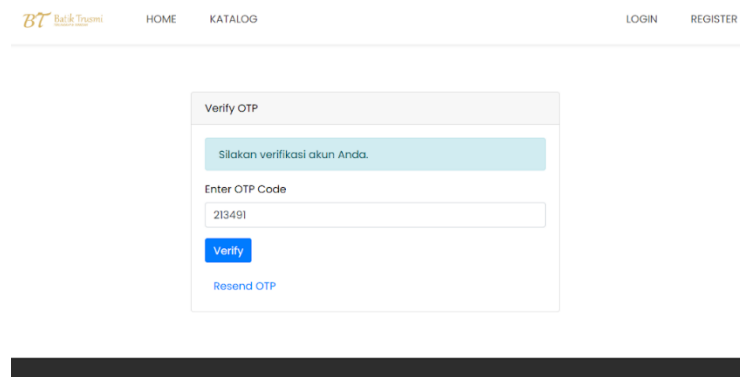 BT Batik Trusmi
HOME
KATALOG
LOGIN
REGISTER
Verify OTP
Silakan verifikasi akun Anda.
Enter OTP Code
213491
Verify
Resend OTP